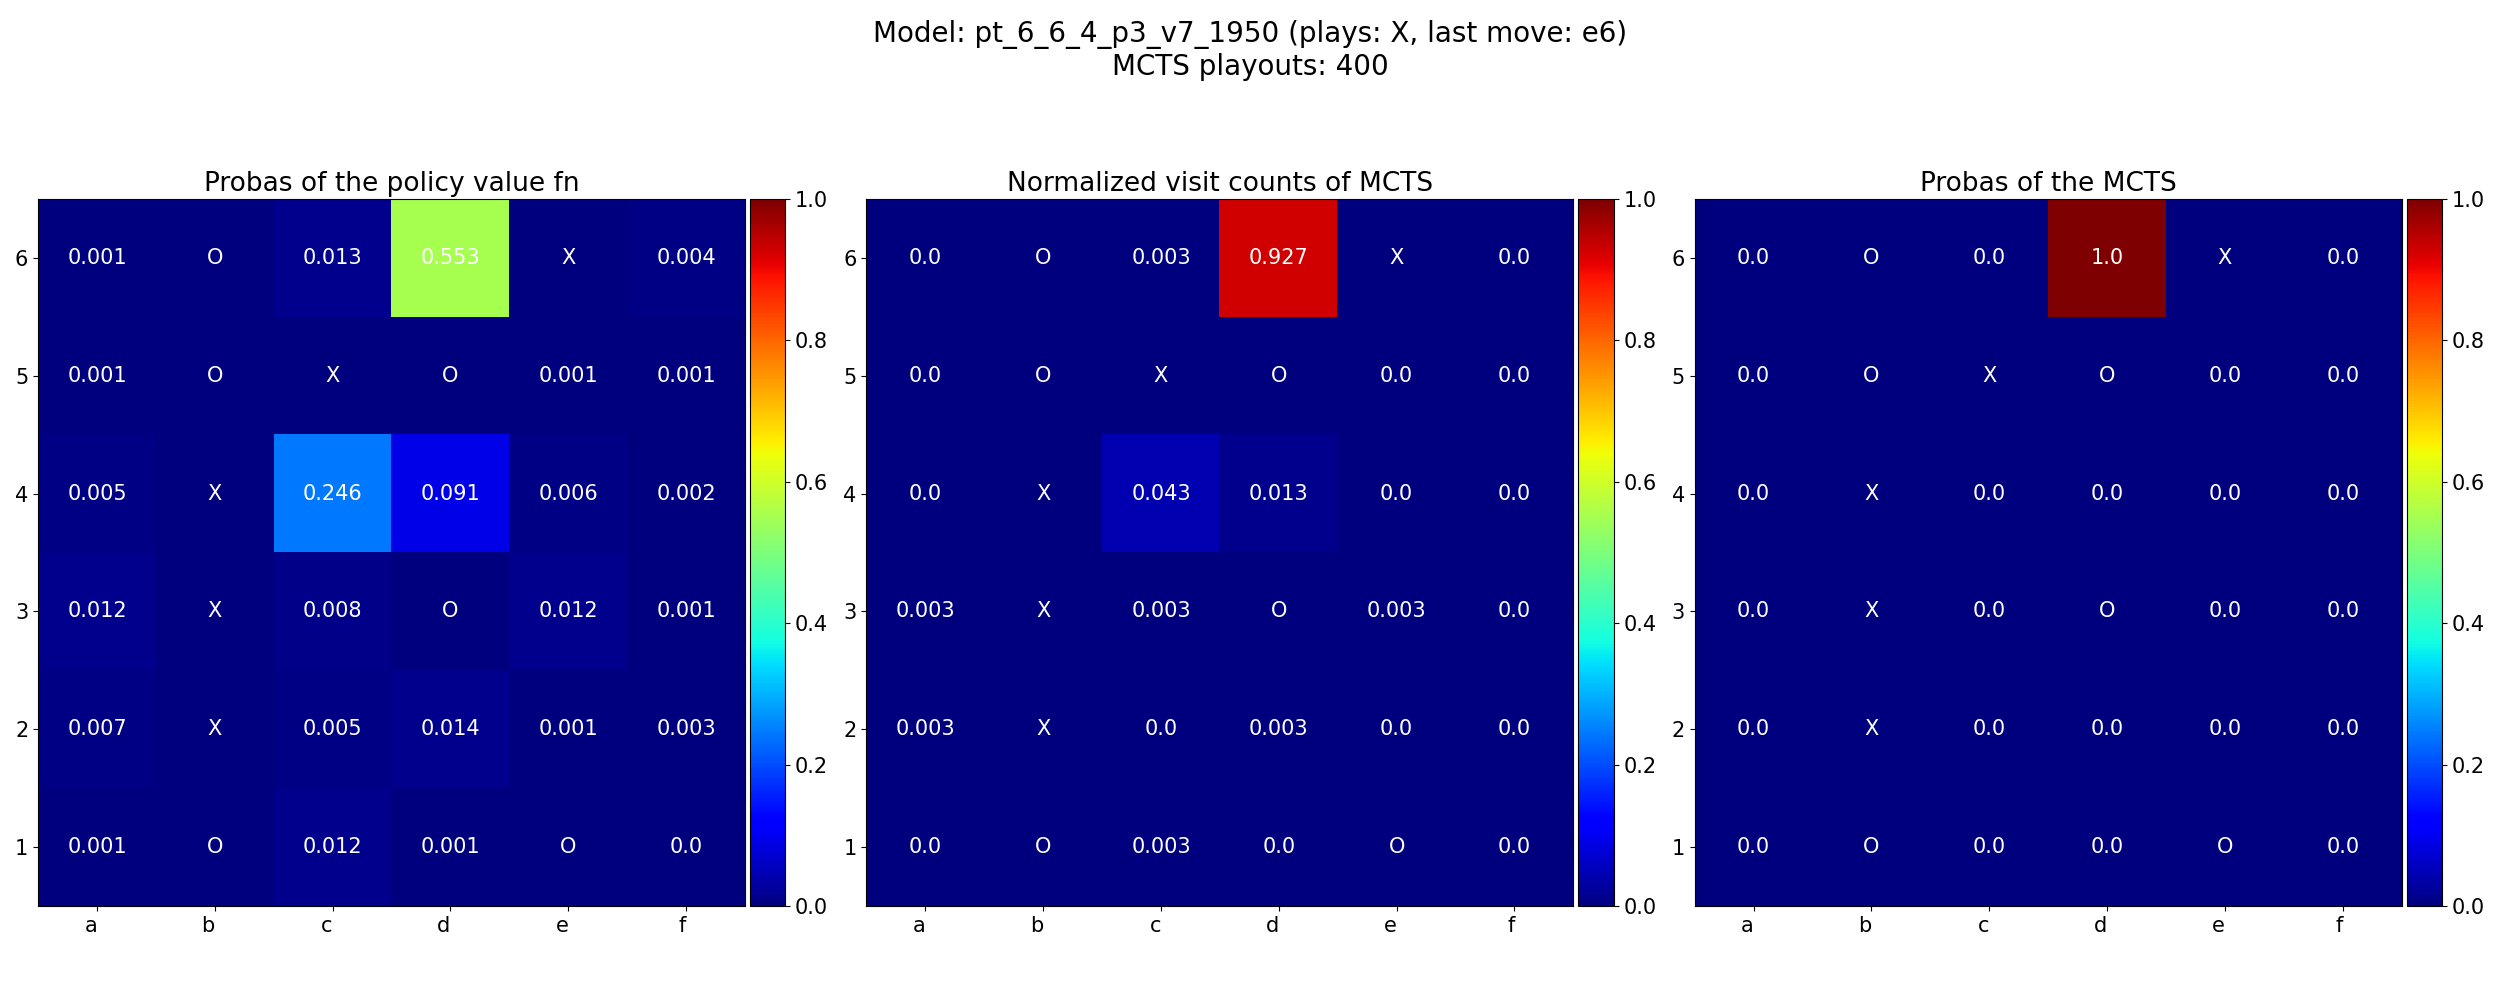 Model: pt_6_6_4_p3_v7_1950 (plays: X, last move: e6)
MCTS playouts: 400
Probas of the policy value fn
6 0.001 O 0.013 0.553 X 0.004
5 0.001 O X O 0.001 0.001
4 0.005 X 0.246 0.091 0.006 0.002
3 0.012 X 0.008 O 0.012 0.001
2 0.007 X 0.005 0.014 0.001 0.003
1 0.001 O 0.012 0.001 O 0.0
a b c d e f
1.0
0.8
0.6
0.4
0.2
0.0
Normalized visit counts of MCTS
6 0.0 O 0.003 0.927 X 0.0
5 0.0 O X O 0.0 0.0
4 0.0 X 0.043 0.013 0.0 0.0
3 0.003 X 0.003 O 0.003 0.0
2 0.003 X 0.0 0.003 0.0 0.0
1 0.0 O 0.003 0.0 O 0.0
a b c d e f
1.0
0.8
0.6
0.4
0.2
0.0
Probas of the MCTS
6 0.0 O 0.0 1.0 X 0.0
5 0.0 O X O 0.0 0.0
4 0.0 X 0.0 0.0 0.0 0.0
3 0.0 X 0.0 O 0.0 0.0
2 0.0 X 0.0 0.0 0.0 0.0
1 0.0 O 0.0 0.0 O 0.0
a b c d e f
1.0
0.8
0.6
0.4
0.2
0.0